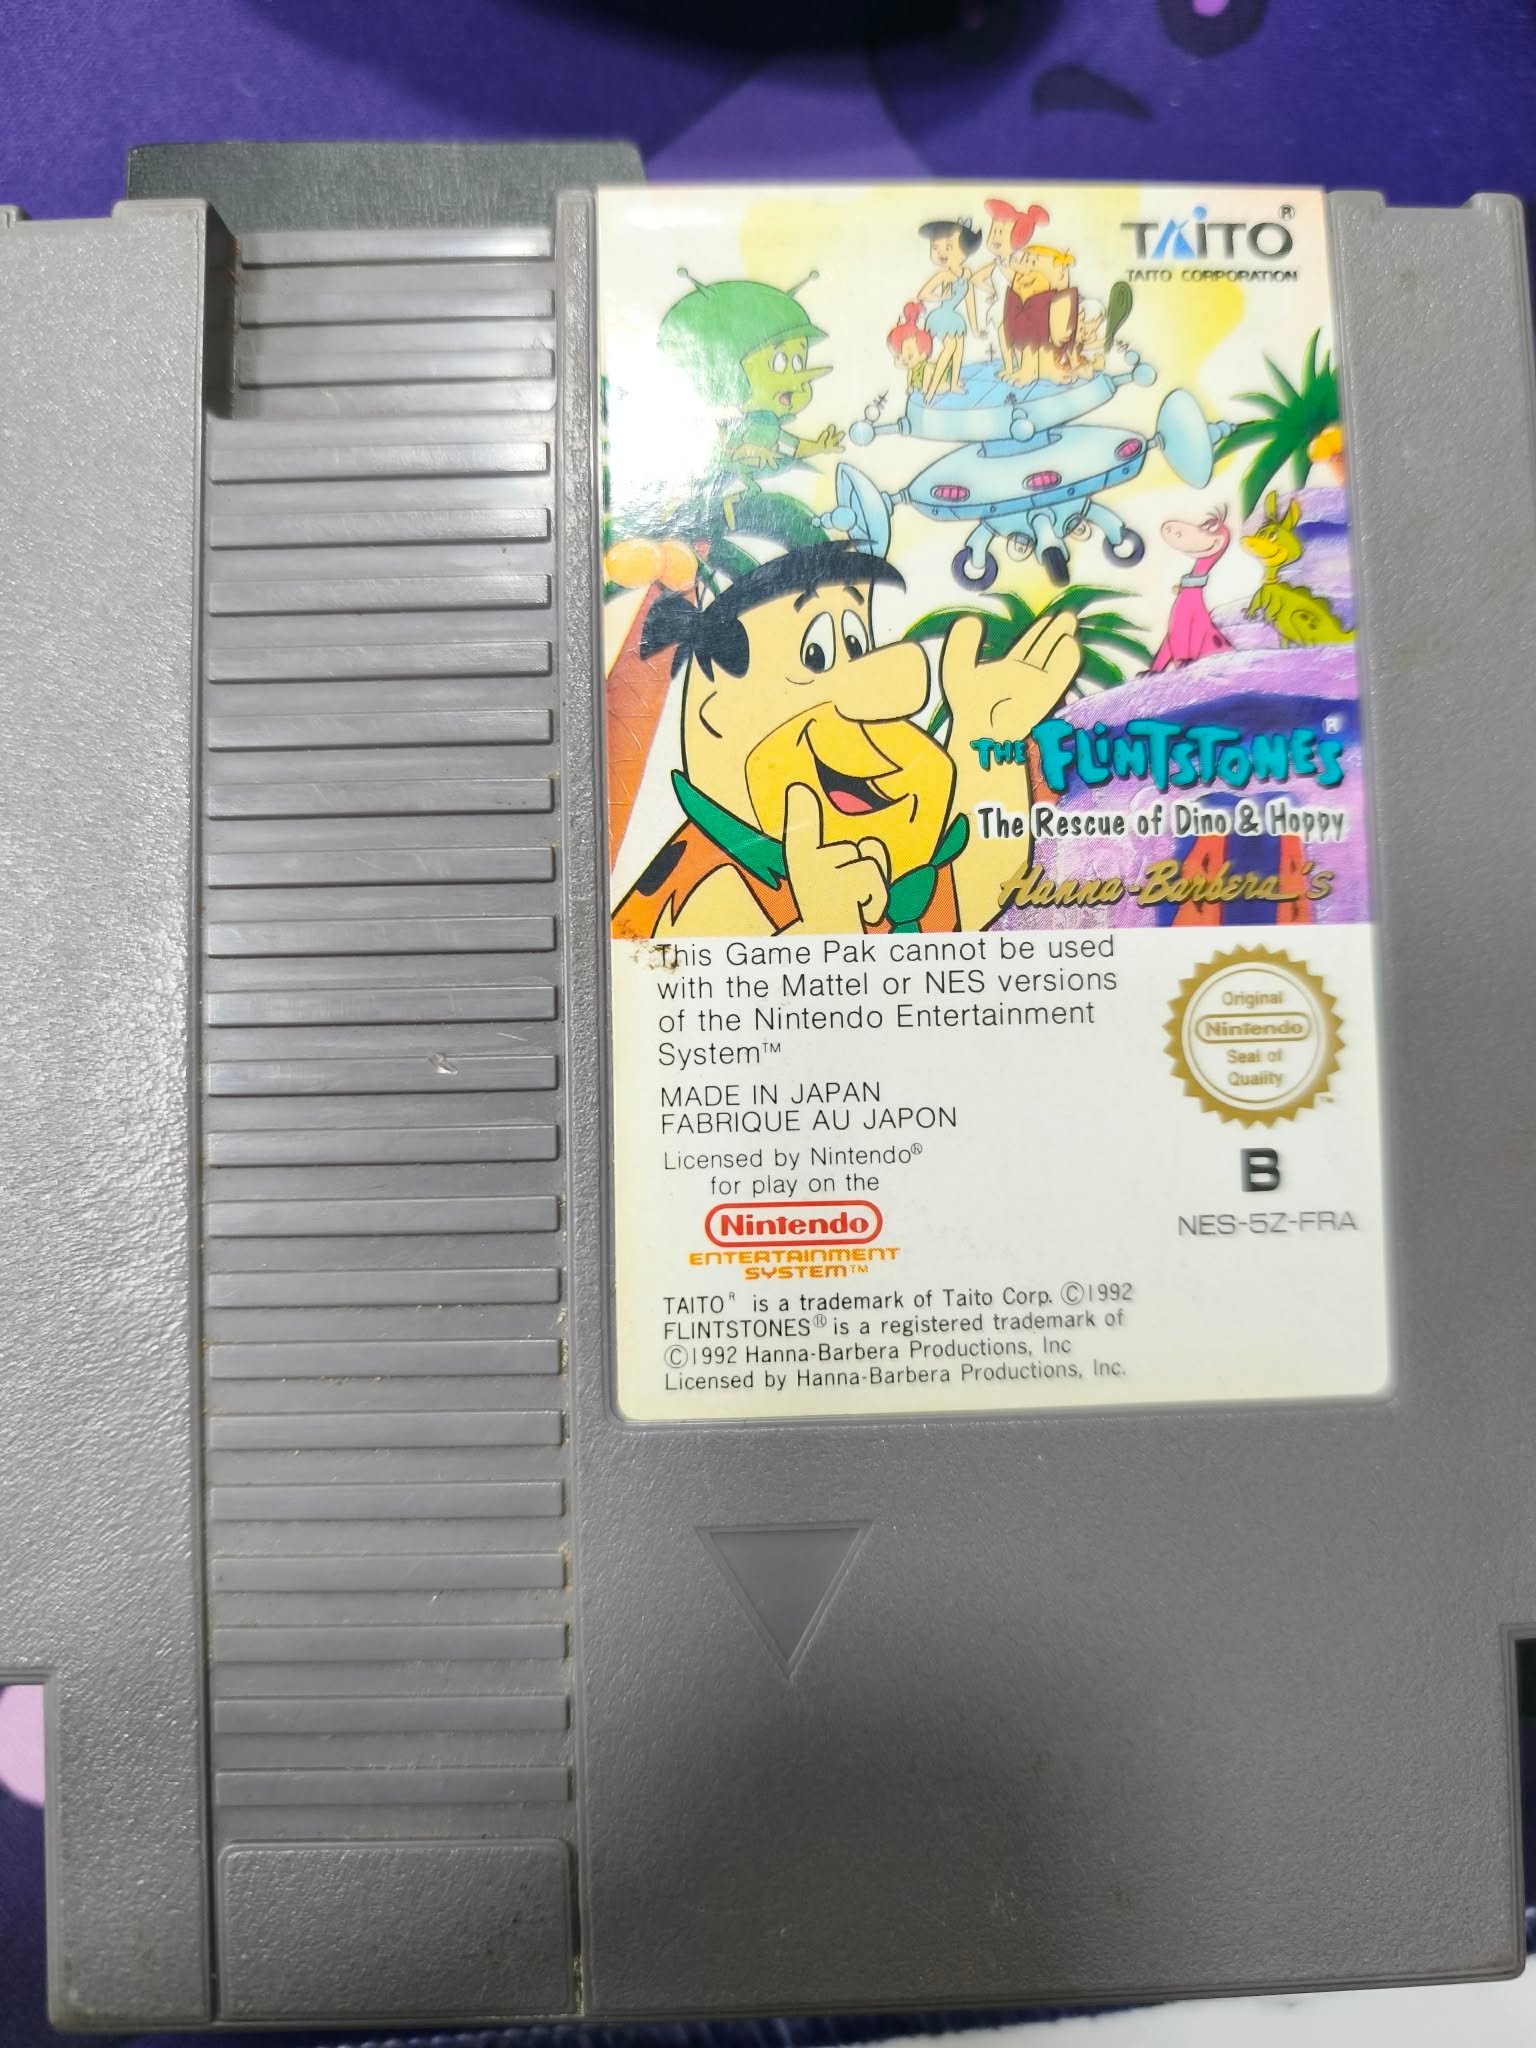 TAITO®
TAITO CORPORATION
THE FLINTSTONES®
The Rescue of Dino & Hoppy
Hanna-Barbera's
This Game Pak cannot be used
with the Mattel or NES versions
of the Nintendo Entertainment
System™
MADE IN JAPAN
FABRIQUE AU JAPON
Licensed by Nintendo®
for play on the
Nintendo
ENTERTAINMENT
SYSTEM™
TAITO® is a trademark of Taito Corp. ©1992
FLINTSTONES® is a registered trademark of
©1992 Hanna-Barbera Productions, Inc
Licensed by Hanna-Barbera Productions, Inc.
Original
Nintendo
Seal of
Quality
TM
B
NES-5Z-FRA